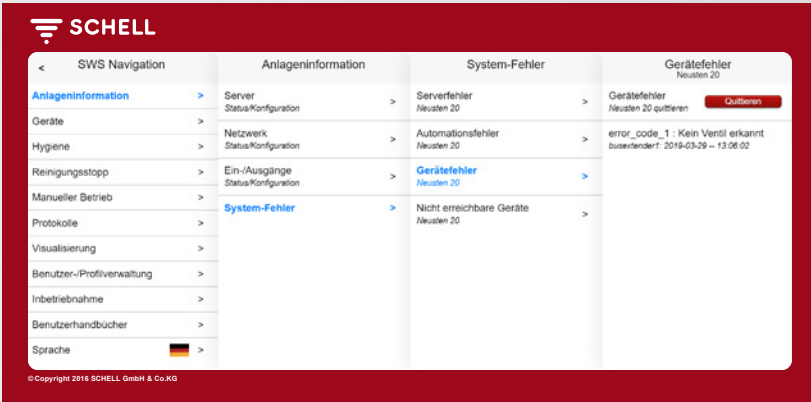 SCHELL
< SWS Navigation
Anlageninformation >
Geräte >
Hygiene >
Reinigungsstopp >
Manueller Betrieb >
Protokolle >
Visualisierung >
Benutzer-/Profilverwaltung >
Inbetriebnahme >
Benutzerhandbücher >
Sprache >
Anlageninformation
Server >
Status/Konfiguration
Netzwerk >
Status/Konfiguration
Ein-/Ausgänge >
Status/Konfiguration
System-Fehler >
System-Fehler
Serverfehler >
Neusten 20
Automationsfehler >
Neusten 20
Gerätefehler >
Neusten 20
Nicht erreichbare Geräte >
Neusten 20
Gerätefehler
Neusten 20
Gerätefehler
Neusten 20 quittieren
Quittieren
error_code_1 : Kein Ventil erkannt
busextender1: 2019-03-29 -- 13:06:02
© Copyright 2016 SCHELL GmbH & Co.KG